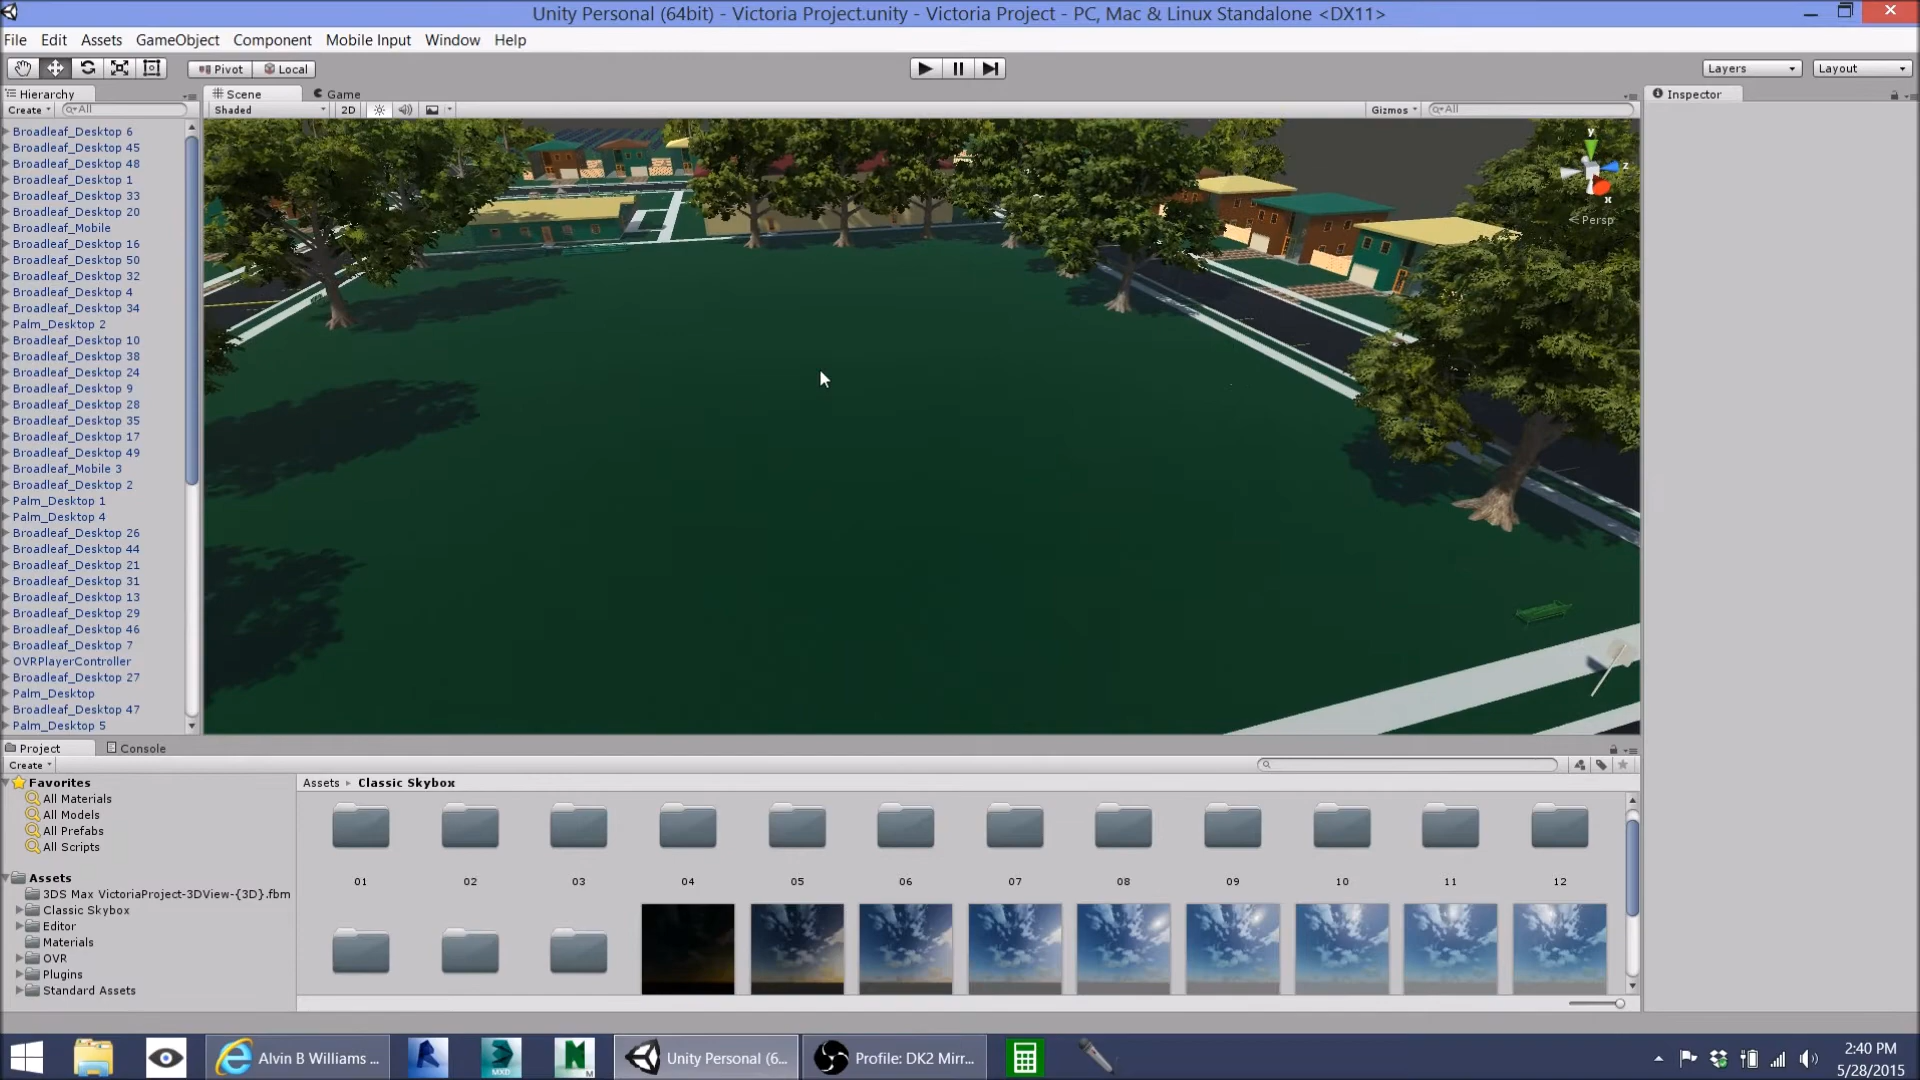 Unity Personal (64bit) - Victoria Project.unity - Victoria Project - PC, Mac & Linux Standalone <DX11>
File Edit Assets GameObject Component Mobile Input Window Help
Pivot Local Layers Layout
Hierarchy Scene Game Inspector
Create All Shaded 2D Gizmos All
Broadleaf_Desktop 6
Broadleaf_Desktop 45
Broadleaf_Desktop 48
Broadleaf_Desktop 1
Broadleaf_Desktop 33
Broadleaf_Desktop 20
Broadleaf_Mobile
Broadleaf_Desktop 16
Broadleaf_Desktop 50
Broadleaf_Desktop 32
Broadleaf_Desktop 4
Broadleaf_Desktop 34
Palm_Desktop 2
Broadleaf_Desktop 10
Broadleaf_Desktop 38
Broadleaf_Desktop 24
Broadleaf_Desktop 9
Broadleaf_Desktop 28
Broadleaf_Desktop 35
Broadleaf_Desktop 17
Broadleaf_Desktop 49
Broadleaf_Mobile 3
Broadleaf_Desktop 2
Palm_Desktop 1
Palm_Desktop 4
Broadleaf_Desktop 26
Broadleaf_Desktop 44
Broadleaf_Desktop 21
Broadleaf_Desktop 31
Broadleaf_Desktop 13
Broadleaf_Desktop 29
Broadleaf_Desktop 46
Broadleaf_Desktop 7
OVRPlayerController
Broadleaf_Desktop 27
Palm_Desktop
Broadleaf_Desktop 47
Palm_Desktop 5
y
z
x
< Persp
Project Console
Create
Favorites
All Materials
All Models
All Prefabs
All Scripts
Assets
3DS Max VictoriaProject-3DView-{3D}.fbm
Classic Skybox
Editor
Materials
OVR
Plugins
Standard Assets
Assets Classic Skybox
01 02 03 04 05 06 07 08 09 10 11 12
Alvin B Williams ... MXD M Unity Personal (6... Profile: DK2 Mirr...
2:40 PM
5/28/2015